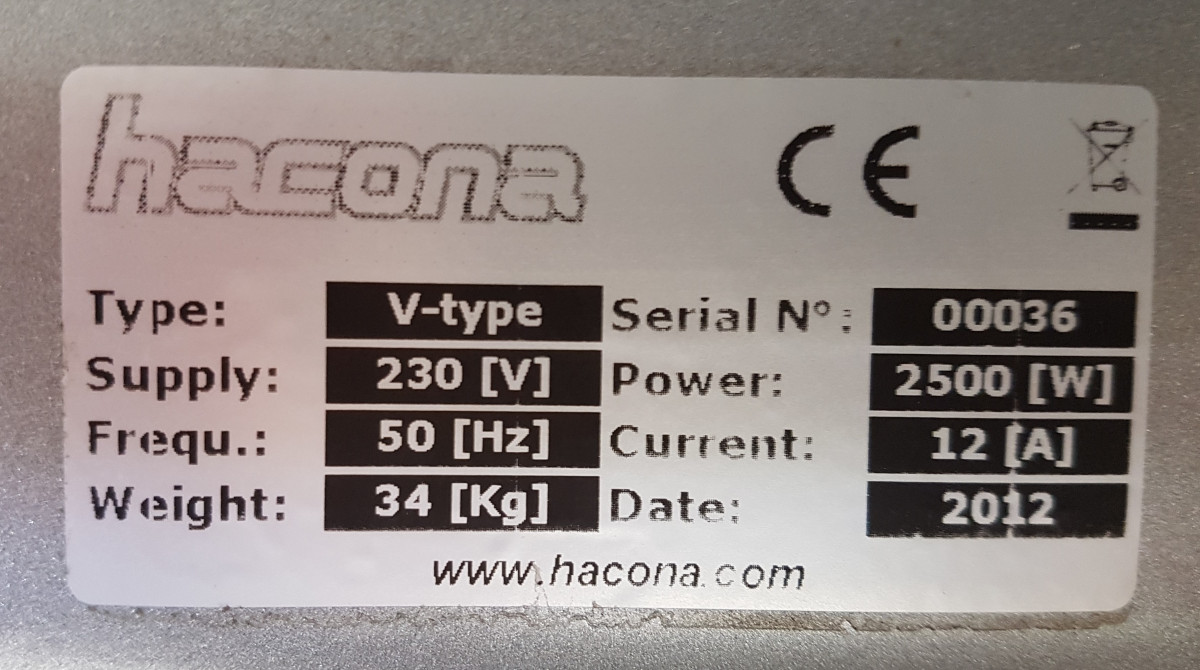 hacona CE
Type: V-type Serial N°: 00036
Supply: 230 [V] Power: 2500 [W]
Frequ.: 50 [Hz] Current: 12 [A]
Weight: 34 [Kg] Date: 2012
www.hacona.com